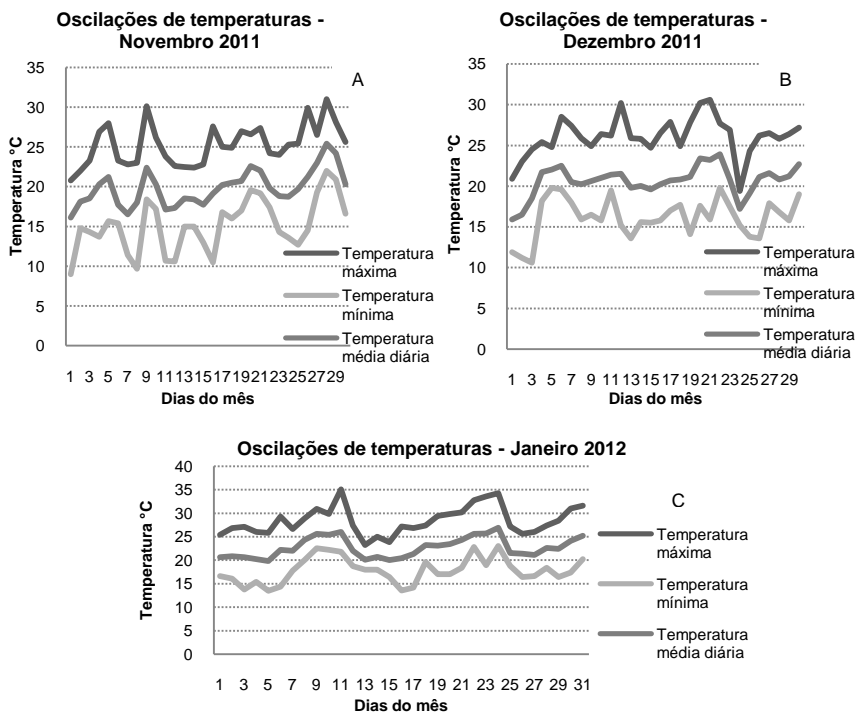 Oscilações de temperaturas -
Novembro 2011
A
35
30
25
20
15
10
5
0
Temperatura °C
Temperatura
máxima
Temperatura
mínima
Temperatura
média diária
1 3 5 7 9 11 13 15 17 19 21 23 25 27 29
Dias do mês
Oscilações de temperaturas -
Dezembro 2011
B
35
30
25
20
15
10
5
0
Temperatura °C
Temperatura
máxima
Temperatura
mínima
Temperatura
média diária
1 3 5 7 9 11 13 15 17 19 21 23 25 27 29
Dias do mês
Oscilações de temperaturas - Janeiro 2012
C
40
35
30
25
20
15
10
5
0
Temperatura °C
Temperatura
máxima
Temperatura
mínima
Temperatura
média diária
1 3 5 7 9 11 13 15 17 19 21 23 25 27 29 31
Dias do mês